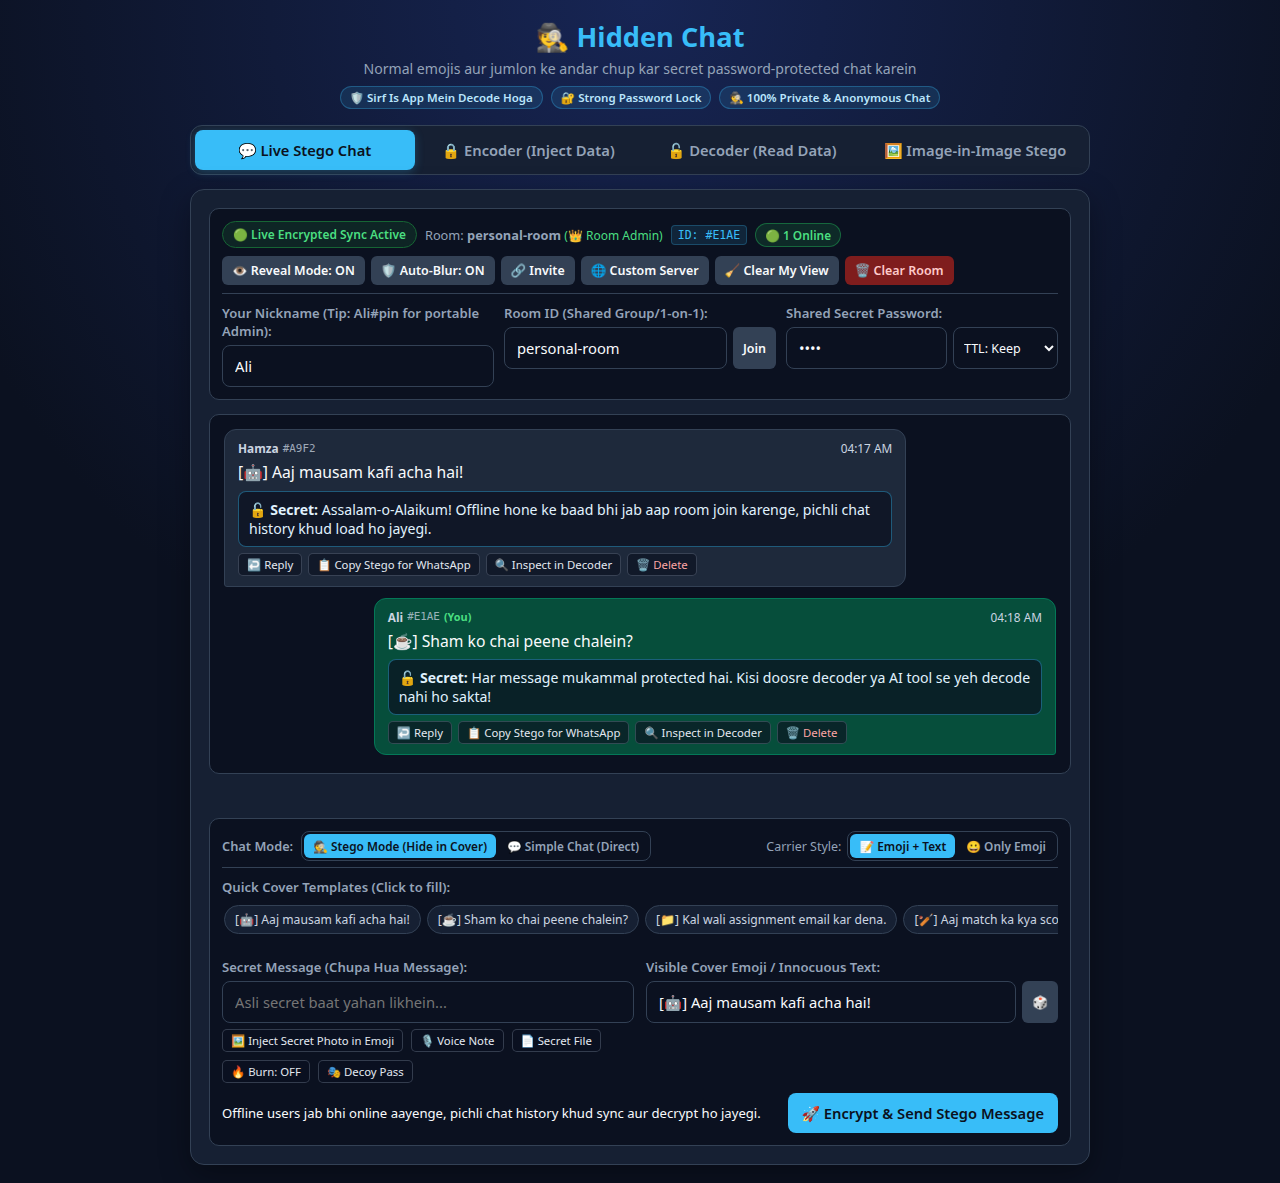 🕵️ Hidden Chat
Normal emojis aur jumlon ke andar chup kar secret password-protected chat karein
🛡️ Sirf Is App Mein Decode Hoga 🔐 Strong Password Lock 🕵️ 100% Private & Anonymous Chat
💬 Live Stego Chat 🔒 Encoder (Inject Data) 🔓 Decoder (Read Data) 🖼️ Image-in-Image Stego
🟢 Live Encrypted Sync Active Room: personal-room (👑 Room Admin) ID: #E1AE 🟢 1 Online
👁️ Reveal Mode: ON 🛡️ Auto-Blur: ON 🔗 Invite 🌐 Custom Server 🧹 Clear My View 🗑️ Clear Room
Your Nickname (Tip: Ali#pin for portable
Admin):
Ali
Room ID (Shared Group/1-on-1):
personal-room Join
Shared Secret Password:
•••• TTL: Keep
Hamza #A9F2 04:17 AM
[🤖] Aaj mausam kafi acha hai!
🔓 Secret: Assalam-o-Alaikum! Offline hone ke baad bhi jab aap room join karenge, pichli chat
history khud load ho jayegi.
↩️ Reply 📋 Copy Stego for WhatsApp 🔍 Inspect in Decoder 🗑️ Delete
Ali #E1AE (You) 04:18 AM
[☕] Sham ko chai peene chalein?
🔓 Secret: Har message mukammal protected hai. Kisi doosre decoder ya AI tool se yeh decode
nahi ho sakta!
↩️ Reply 📋 Copy Stego for WhatsApp 🔍 Inspect in Decoder 🗑️ Delete
Chat Mode: 🕵️ Stego Mode (Hide in Cover) 💬 Simple Chat (Direct) Carrier Style: 📝 Emoji + Text 😀 Only Emoji
Quick Cover Templates (Click to fill):
[🤖] Aaj mausam kafi acha hai! [☕] Sham ko chai peene chalein? [📁] Kal wali assignment email kar dena. [🏏] Aaj match ka kya sco
Secret Message (Chupa Hua Message):
Asli secret baat yahan likhein...
🖼️ Inject Secret Photo in Emoji 🎙️ Voice Note 📄 Secret File
🔥 Burn: OFF 🎭 Decoy Pass
Visible Cover Emoji / Innocuous Text:
[🤖] Aaj mausam kafi acha hai! 🎲
Offline users jab bhi online aayenge, pichli chat history khud sync aur decrypt ho jayegi.
🚀 Encrypt & Send Stego Message